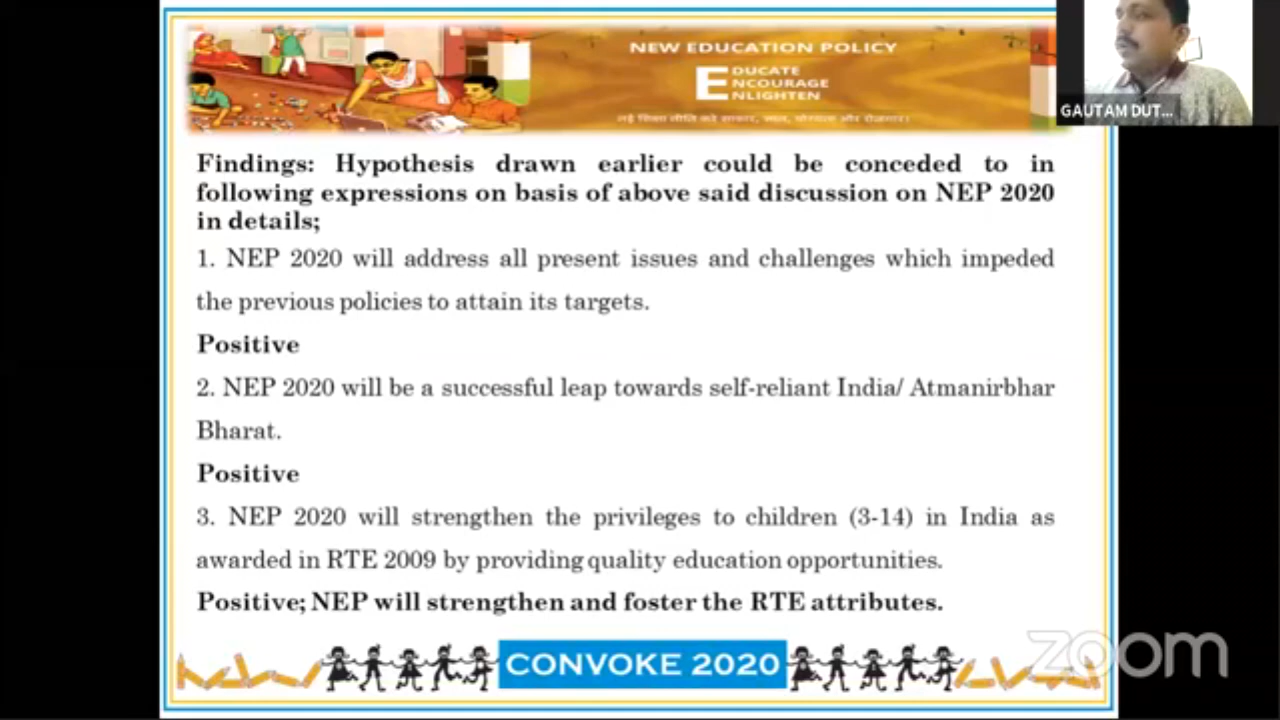 NEW EDUCATION POLICY
EDUCATE
ENCOURAGE
ENLIGHTEN
GAUTAM DUT...
Findings: Hypothesis drawn earlier could be conceded to in
following expressions on basis of above said discussion on NEP 2020
in details;
1. NEP 2020 will address all present issues and challenges which impeded
the previous policies to attain its targets.
Positive
2. NEP 2020 will be a successful leap towards self-reliant India/ Atmanirbhar
Bharat.
Positive
3. NEP 2020 will strengthen the privileges to children (3-14) in India as
awarded in RTE 2009 by providing quality education opportunities.
Positive; NEP will strengthen and foster the RTE attributes.
CONVOKE 2020
zoom